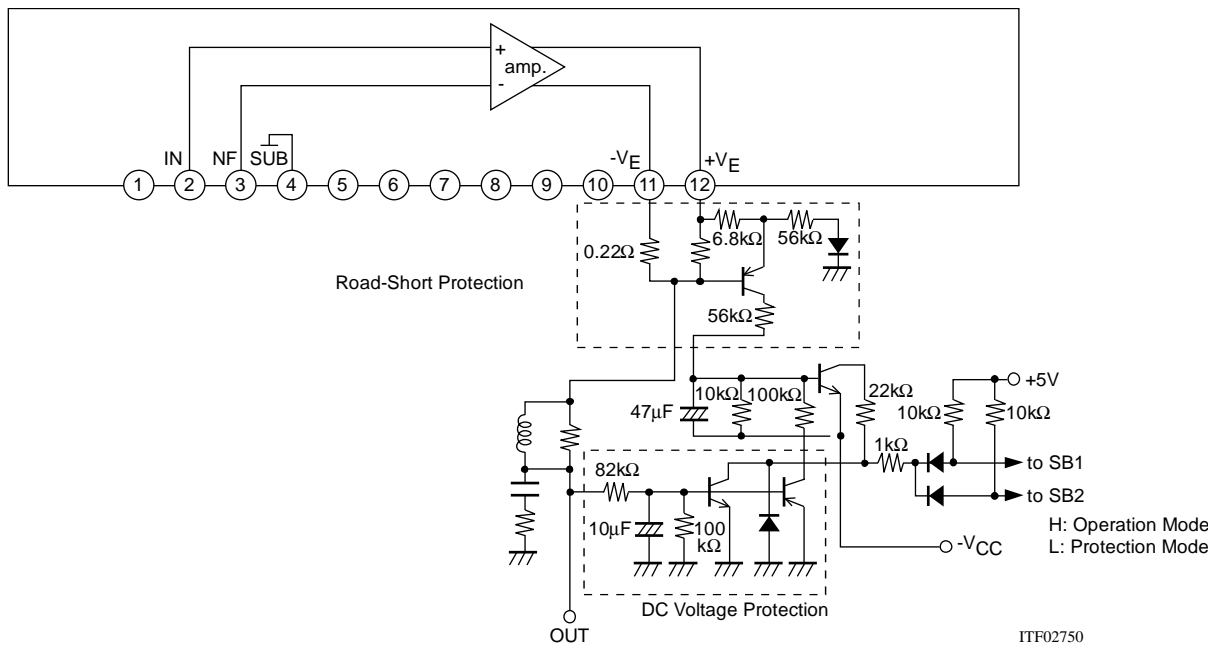 +
amp.
-
IN NF SUB -VE +VE
1 2 3 4 5 6 7 8 9 10 11 12
6.8kΩ 56kΩ
0.22Ω
Road-Short Protection
56kΩ
+5V
10kΩ 100kΩ 22kΩ
10kΩ 10kΩ
47µF
1kΩ
82kΩ
to SB1
to SB2
10µF 100
kΩ
H: Operation Mode
L: Protection Mode
-VCC
DC Voltage Protection
OUT
ITF02750